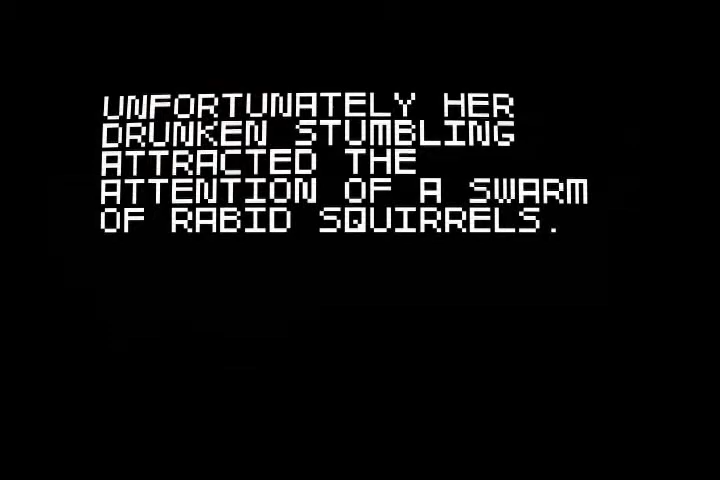 UNFORTUNATELY HER
DRUNKEN STUMBLING
ATTRACTED THE
ATTENTION OF A SWARM
OF RABID SQUIRRELS.